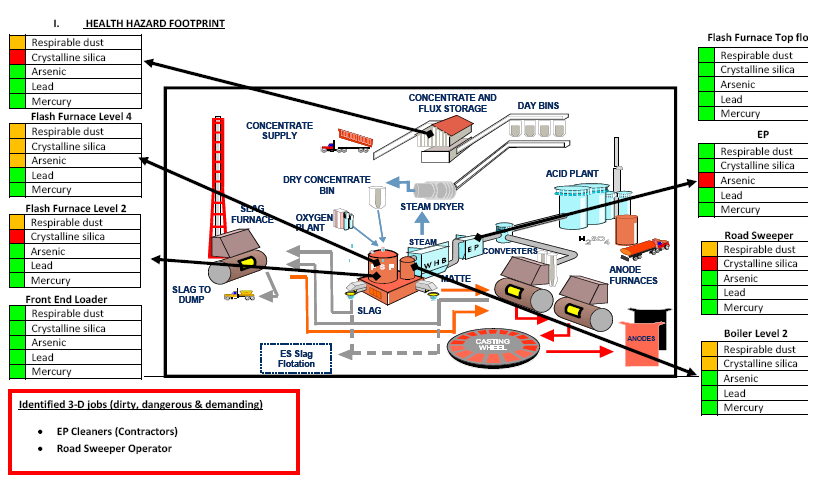 I. HEALTH HAZARD FOOTPRINT
Respirable dust
Crystalline silica
Arsenic
Lead
Mercury
Flash Furnace Level 4
Respirable dust
Crystalline silica
Arsenic
Lead
Mercury
Flash Furnace Level 2
Respirable dust
Crystalline silica
Arsenic
Lead
Mercury
Front End Loader
Respirable dust
Crystalline silica
Arsenic
Lead
Mercury
CONCENTRATE AND
FLUX STORAGE
DAY BINS
CONCENTRATE
SUPPLY
DRY CONCENTRATE
BIN
STEAM DRYER
ACID PLANT
SLAG
FURNACE
OXYGEN
PLANT
STEAM
WHB
EP
CONVERTERS
MATTE
ANODE
FURNACES
SLAG TO
DUMP
SLAG
CASTING
WHEEL
ANODES
ES Slag
Flotation
Flash Furnace Top flo
Respirable dust
Crystalline silica
Arsenic
Lead
Mercury
EP
Respirable dust
Crystalline silica
Arsenic
Lead
Mercury
Road Sweeper
Respirable dust
Crystalline silica
Arsenic
Lead
Mercury
Boiler Level 2
Respirable dust
Crystalline silica
Arsenic
Lead
Mercury
Identified 3-D jobs (dirty, dangerous & demanding)
• EP Cleaners (Contractors)
• Road Sweeper Operator